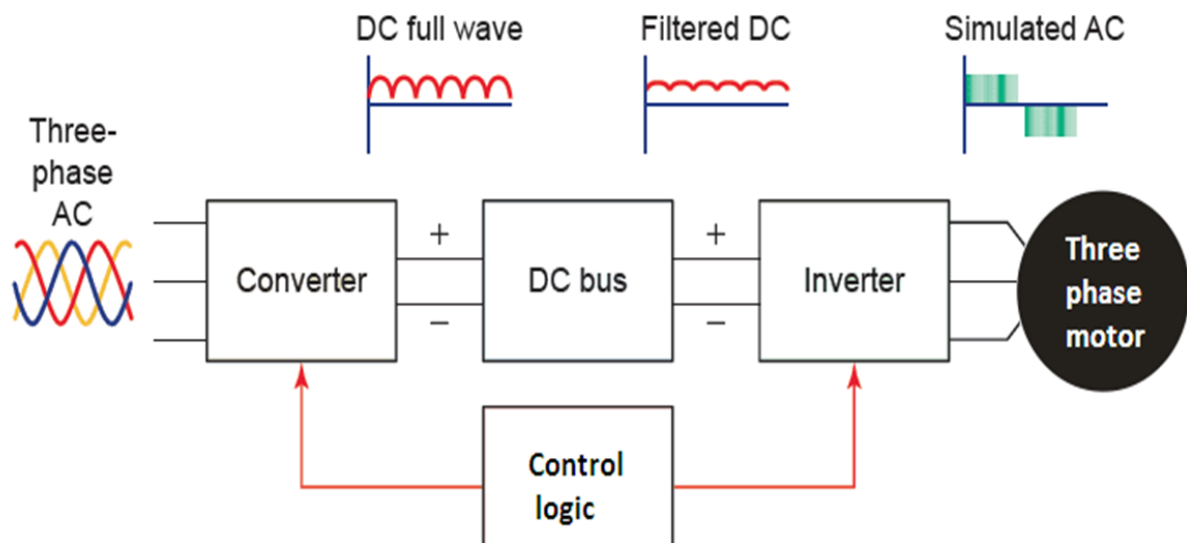 DC full wave
Filtered DC
Simulated AC
Three-
phase
AC
Converter
+
−
DC bus
+
−
Inverter
Three
phase
motor
Control
logic